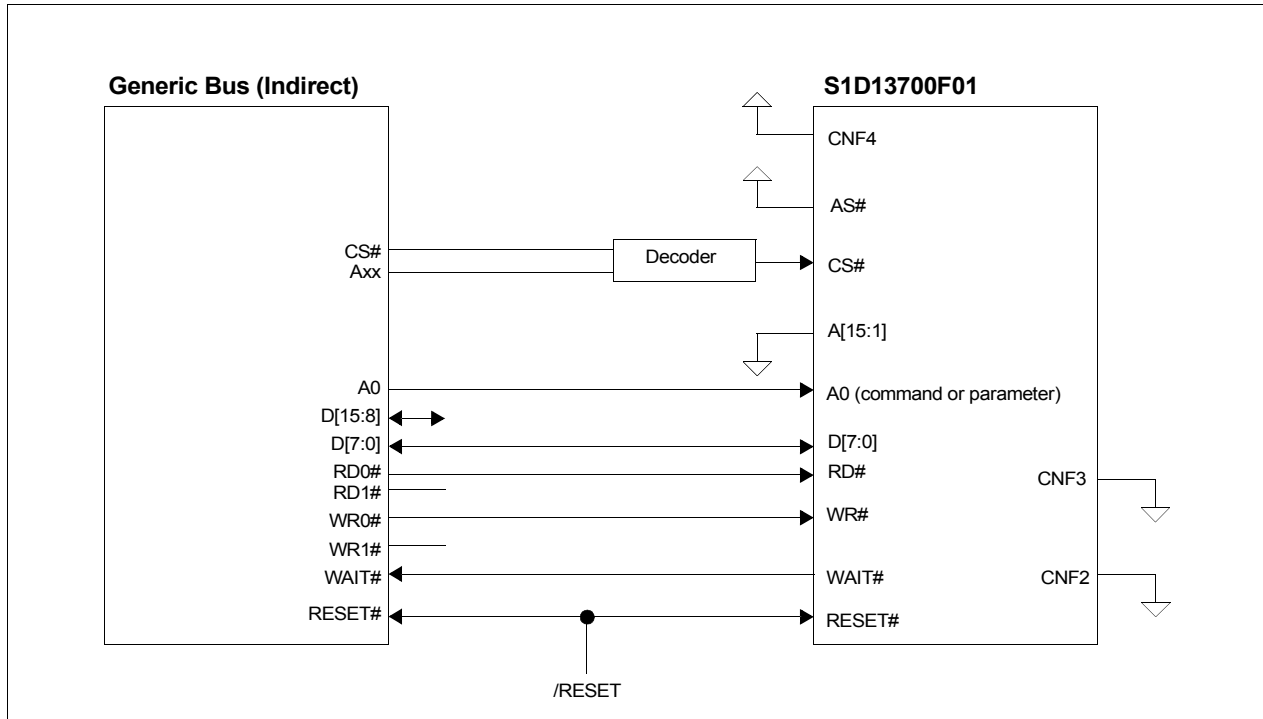 Generic Bus (Indirect)
S1D13700F01
CNF4
AS#
CS#
Axx
Decoder
CS#
A[15:1]
A0
A0 (command or parameter)
D[15:8]
D[7:0]
D[7:0]
RD0#
RD#
RD1#
CNF3
WR0#
WR#
WR1#
WAIT#
WAIT#
CNF2
RESET#
RESET#
/RESET